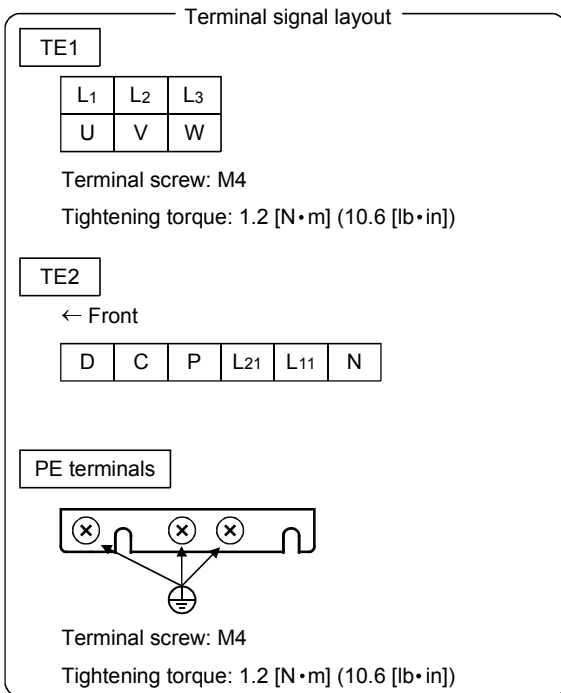 Terminal signal layout
TE1
L1 L2 L3
U V W
Terminal screw: M4
Tightening torque: 1.2 [N•m] (10.6 [lb•in])
TE2
← Front
D C P L21 L11 N
PE terminals
Terminal screw: M4
Tightening torque: 1.2 [N•m] (10.6 [lb•in])